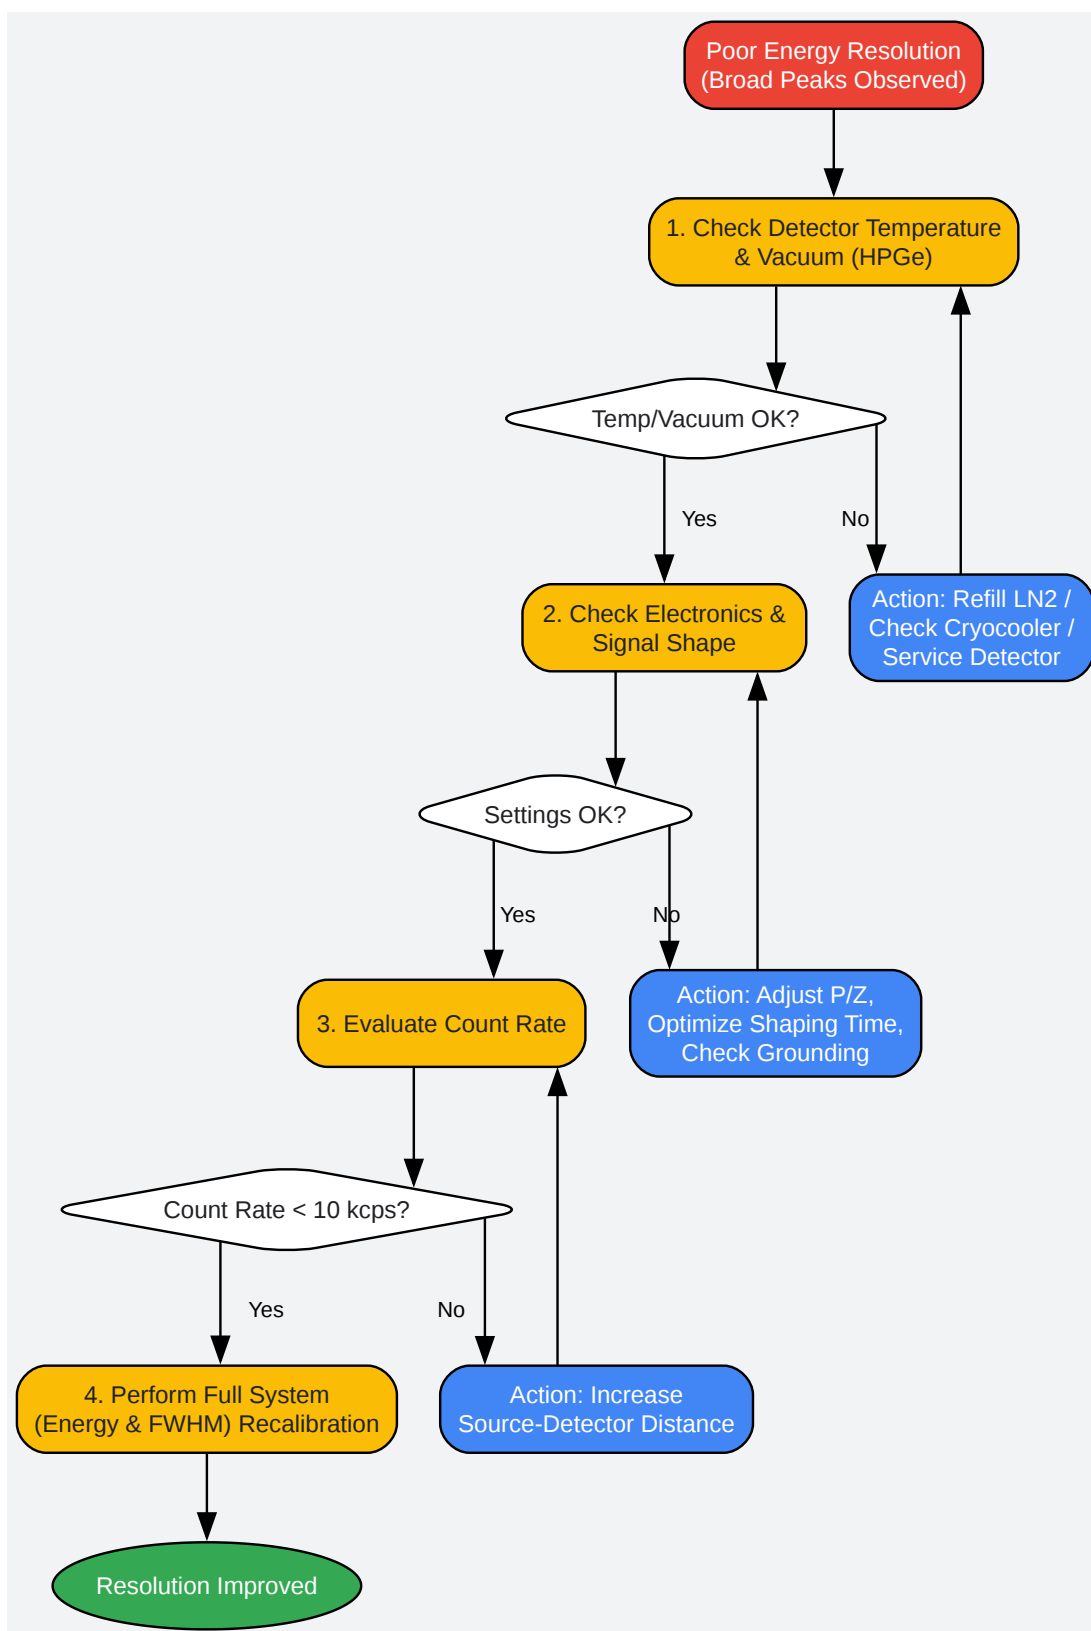 Poor Energy Resolution
(Broad Peaks Observed)
1. Check Detector Temperature
& Vacuum (HPGe)
Temp/Vacuum OK?
Yes
No
2. Check Electronics &
Signal Shape
Action: Refill LN2 /
Check Cryocooler /
Service Detector
Settings OK?
Yes
No
3. Evaluate Count Rate
Action: Adjust P/Z,
Optimize Shaping Time,
Check Grounding
Count Rate < 10 kcps?
Yes
No
4. Perform Full System
(Energy & FWHM) Recalibration
Action: Increase
Source-Detector Distance
Resolution Improved